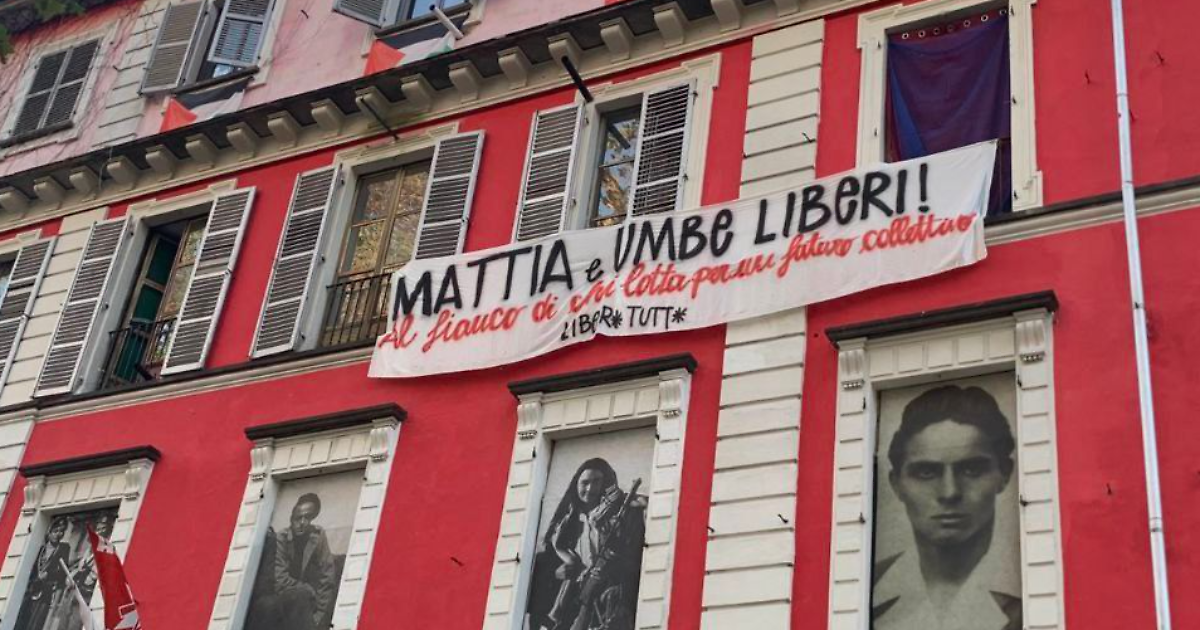 MATTIA e UMBE LIBERI!
Al fianco di chi lotta per un futuro collettivo
LIBER* TUTT*